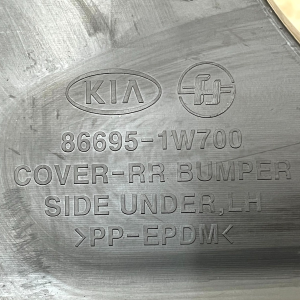 KIA
86695-1W700
COVER-RR BUMPER
SIDE UNDER,LH
>PP-EPDM<